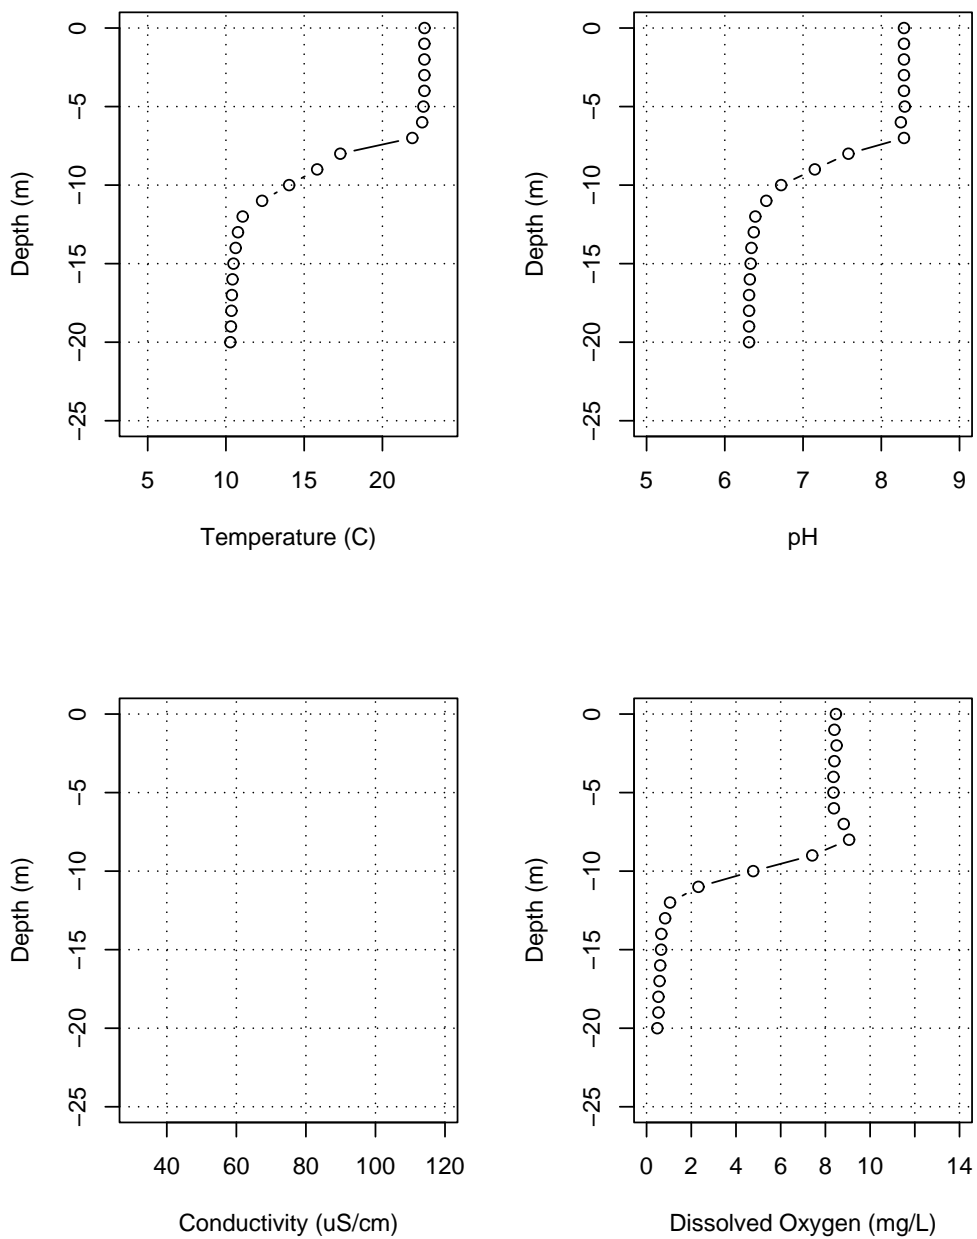 0
−5
−10
−15
−20
−25
Depth (m)
5 10 15 20
Temperature (C)
0
−5
−10
−15
−20
−25
Depth (m)
5 6 7 8 9
pH
0
−5
−10
−15
−20
−25
Depth (m)
40 60 80 100 120
Conductivity (uS/cm)
0
−5
−10
−15
−20
−25
Depth (m)
0 2 4 6 8 10 14
Dissolved Oxygen (mg/L)